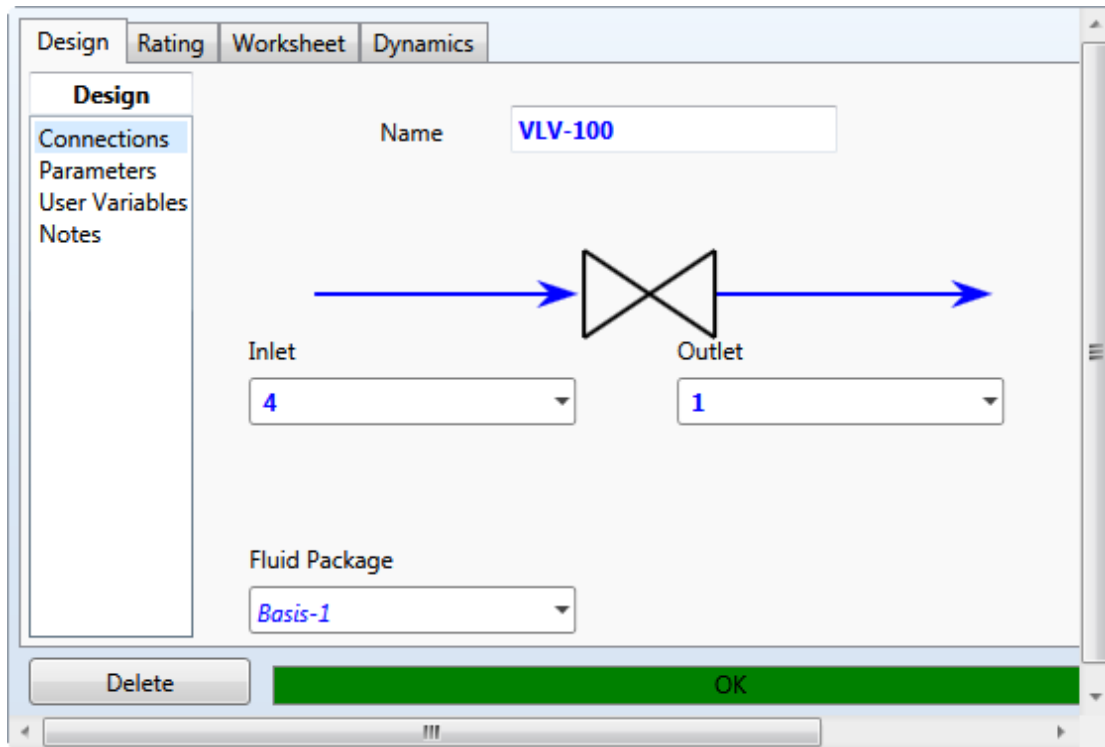 Design Rating Worksheet Dynamics
Design
Connections
Parameters
User Variables
Notes
Name VLV-100
Inlet Outlet
4 1
Fluid Package
Basis-1
Delete OK